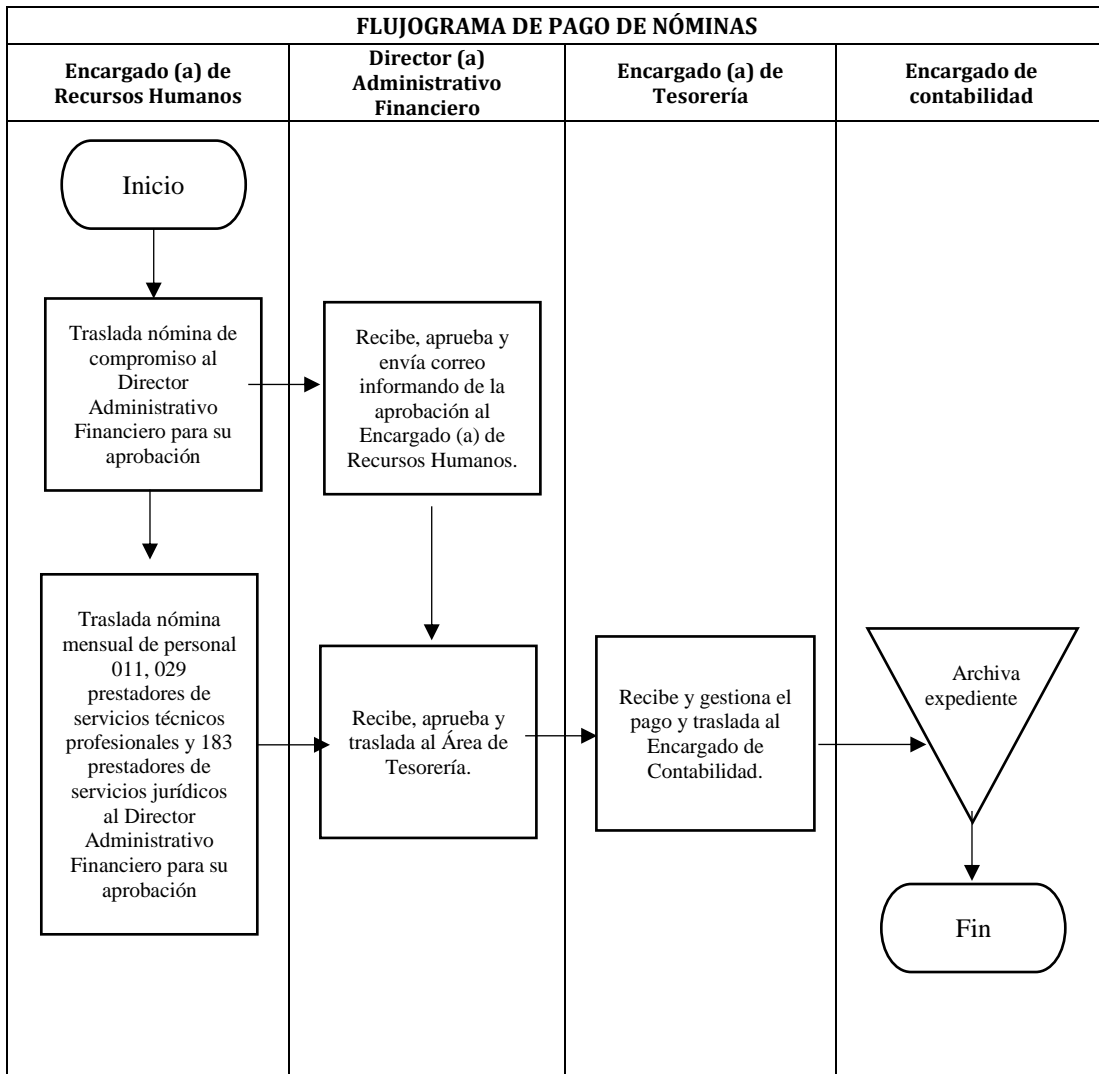 FLUJOGRAMA DE PAGO DE NÓMINAS
Encargado (a) de
Recursos Humanos
Director (a)
Administrativo
Financiero
Encargado (a) de
Tesorería
Encargado de
contabilidad
Inicio
Traslada nómina de
compromiso al
Director
Administrativo
Financiero para su
aprobación
Recibe, aprueba y
envía correo
informando de la
aprobación al
Encargado (a) de
Recursos Humanos.
Traslada nómina
mensual de personal
011, 029
prestadores de
servicios técnicos
profesionales y 183
prestadores de
servicios jurídicos
al Director
Administrativo
Financiero para su
aprobación
Recibe, aprueba y
traslada al Área de
Tesorería.
Recibe y gestiona el
pago y traslada al
Encargado de
Contabilidad.
Archiva
expediente
Fin